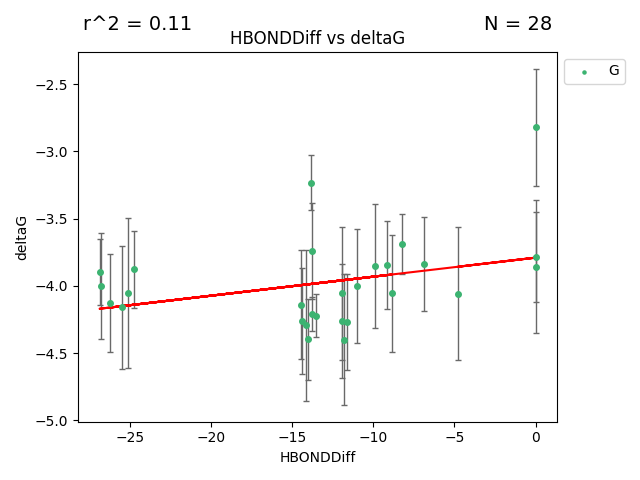 r^2 = 0.11
N = 28
HBONDDiff vs deltaG
G
−2.5
−3.0
−3.5
−4.0
−4.5
−5.0
deltaG
−25
−20
−15
−10
−5
0
HBONDDiff